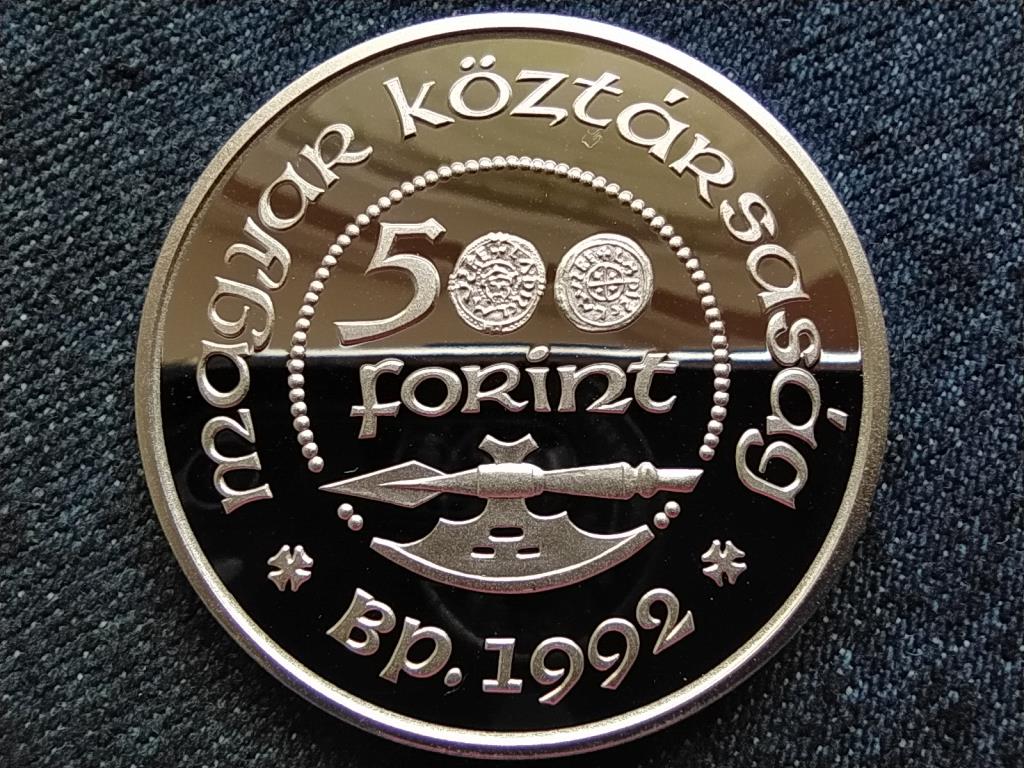 magyar köztársaság
500
forint
Bp. 1992